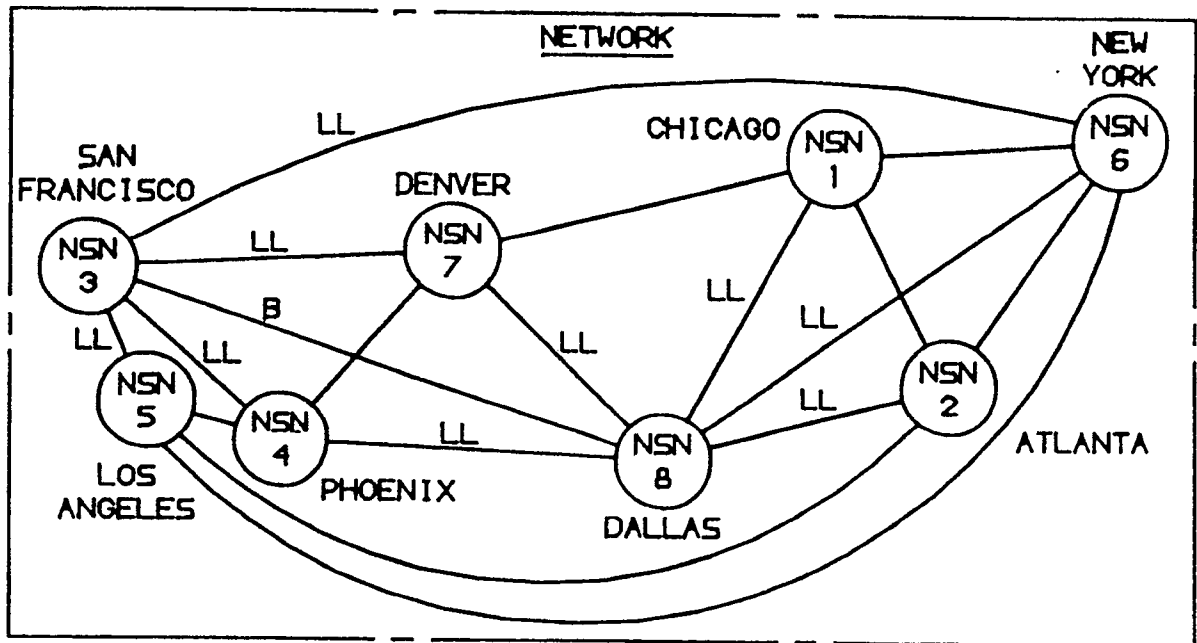 NETWORK
NEW
YORK
NSN
6
CHICAGO
NSN
1
LL
SAN
FRANCISCO
DENVER
NSN
7
NSN
3
LL
B
LL
LL
LL
LL
LL
NSN
5
NSN
4
LL
NSN
8
LL
NSN
2
LOS
ANGELES
PHOENIX
DALLAS
ATLANTA